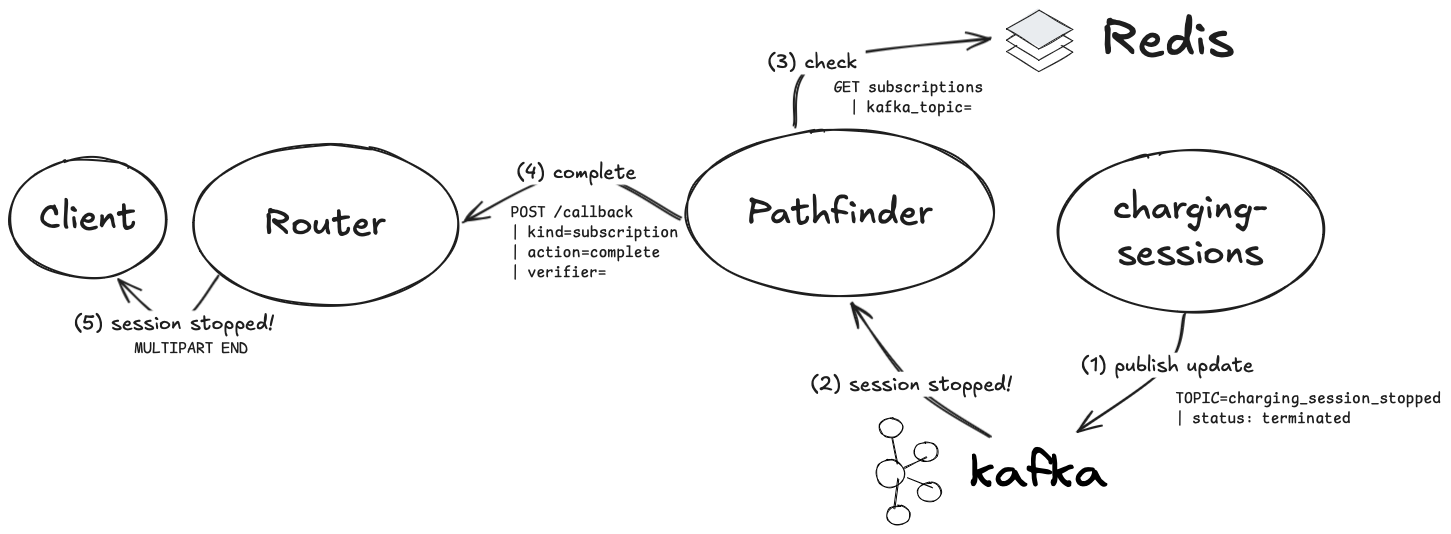 Redis
(3) check
GET subscriptions
| kafka_topic=
Client
Router
(4) complete
POST /callback
| kind=subscription
| action=complete
| verifier=
Pathfinder
charging-
sessions
(5) session stopped!
MULTIPART END
(2) session stopped!
(1) publish update
TOPIC=charging_session_stopped
| status: terminated
kafka